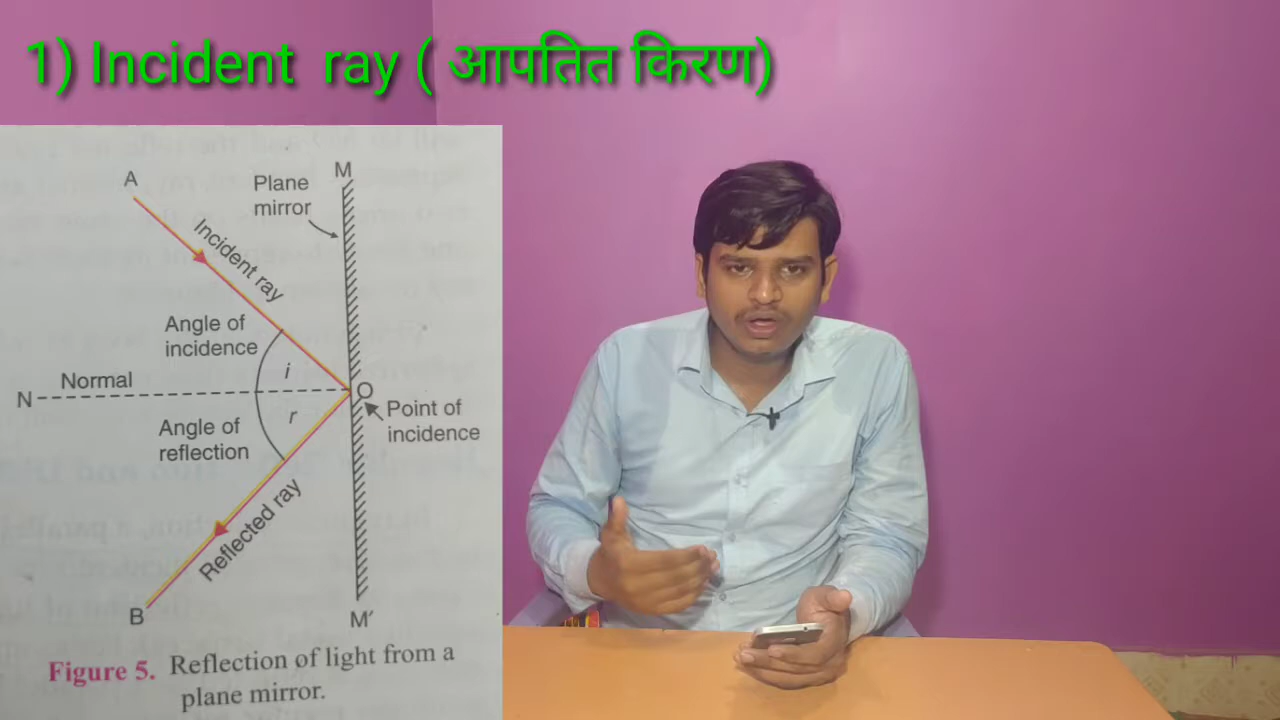 1) Incident ray ( आपतित किरण)
A
M
Plane
mirror
Incident ray
Angle of
incidence
i
N
Normal
O
r
Point of
incidence
Angle of
reflection
Reflected ray
B
M′
Figure 5. Reflection of light from a
plane mirror.